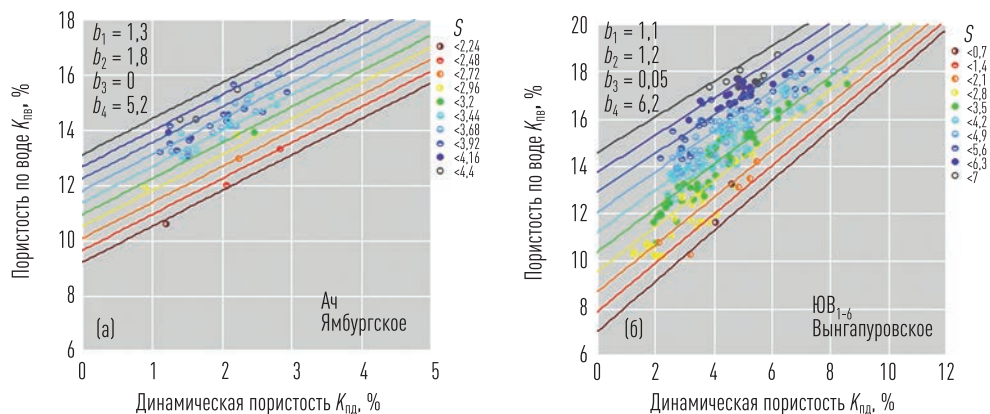 18
16
14
12
10
8
6
Пористость по воде Kпв, %
b1 = 1,3
b2 = 1,8
b3 = 0
b4 = 5,2
(а)
Ач
Ямбургское
0 1 2 3 4 5
Динамическая пористость Kпд, %
S
<2,24
<2,48
<2,72
<2,96
<3,2
<3,44
<3,68
<3,92
<4,16
<4,4
20
18
16
14
12
10
8
6
Пористость по воде Kпв, %
b1 = 1,1
b2 = 1,2
b3 = 0,05
b4 = 6,2
(б)
ЮВ1–6
Вынгапуровское
0 2 4 6 8 10 12
Динамическая пористость Kпд, %
S
<0,7
<1,4
<2,1
<2,8
<3,5
<4,2
<4,9
<5,6
<6,3
<7